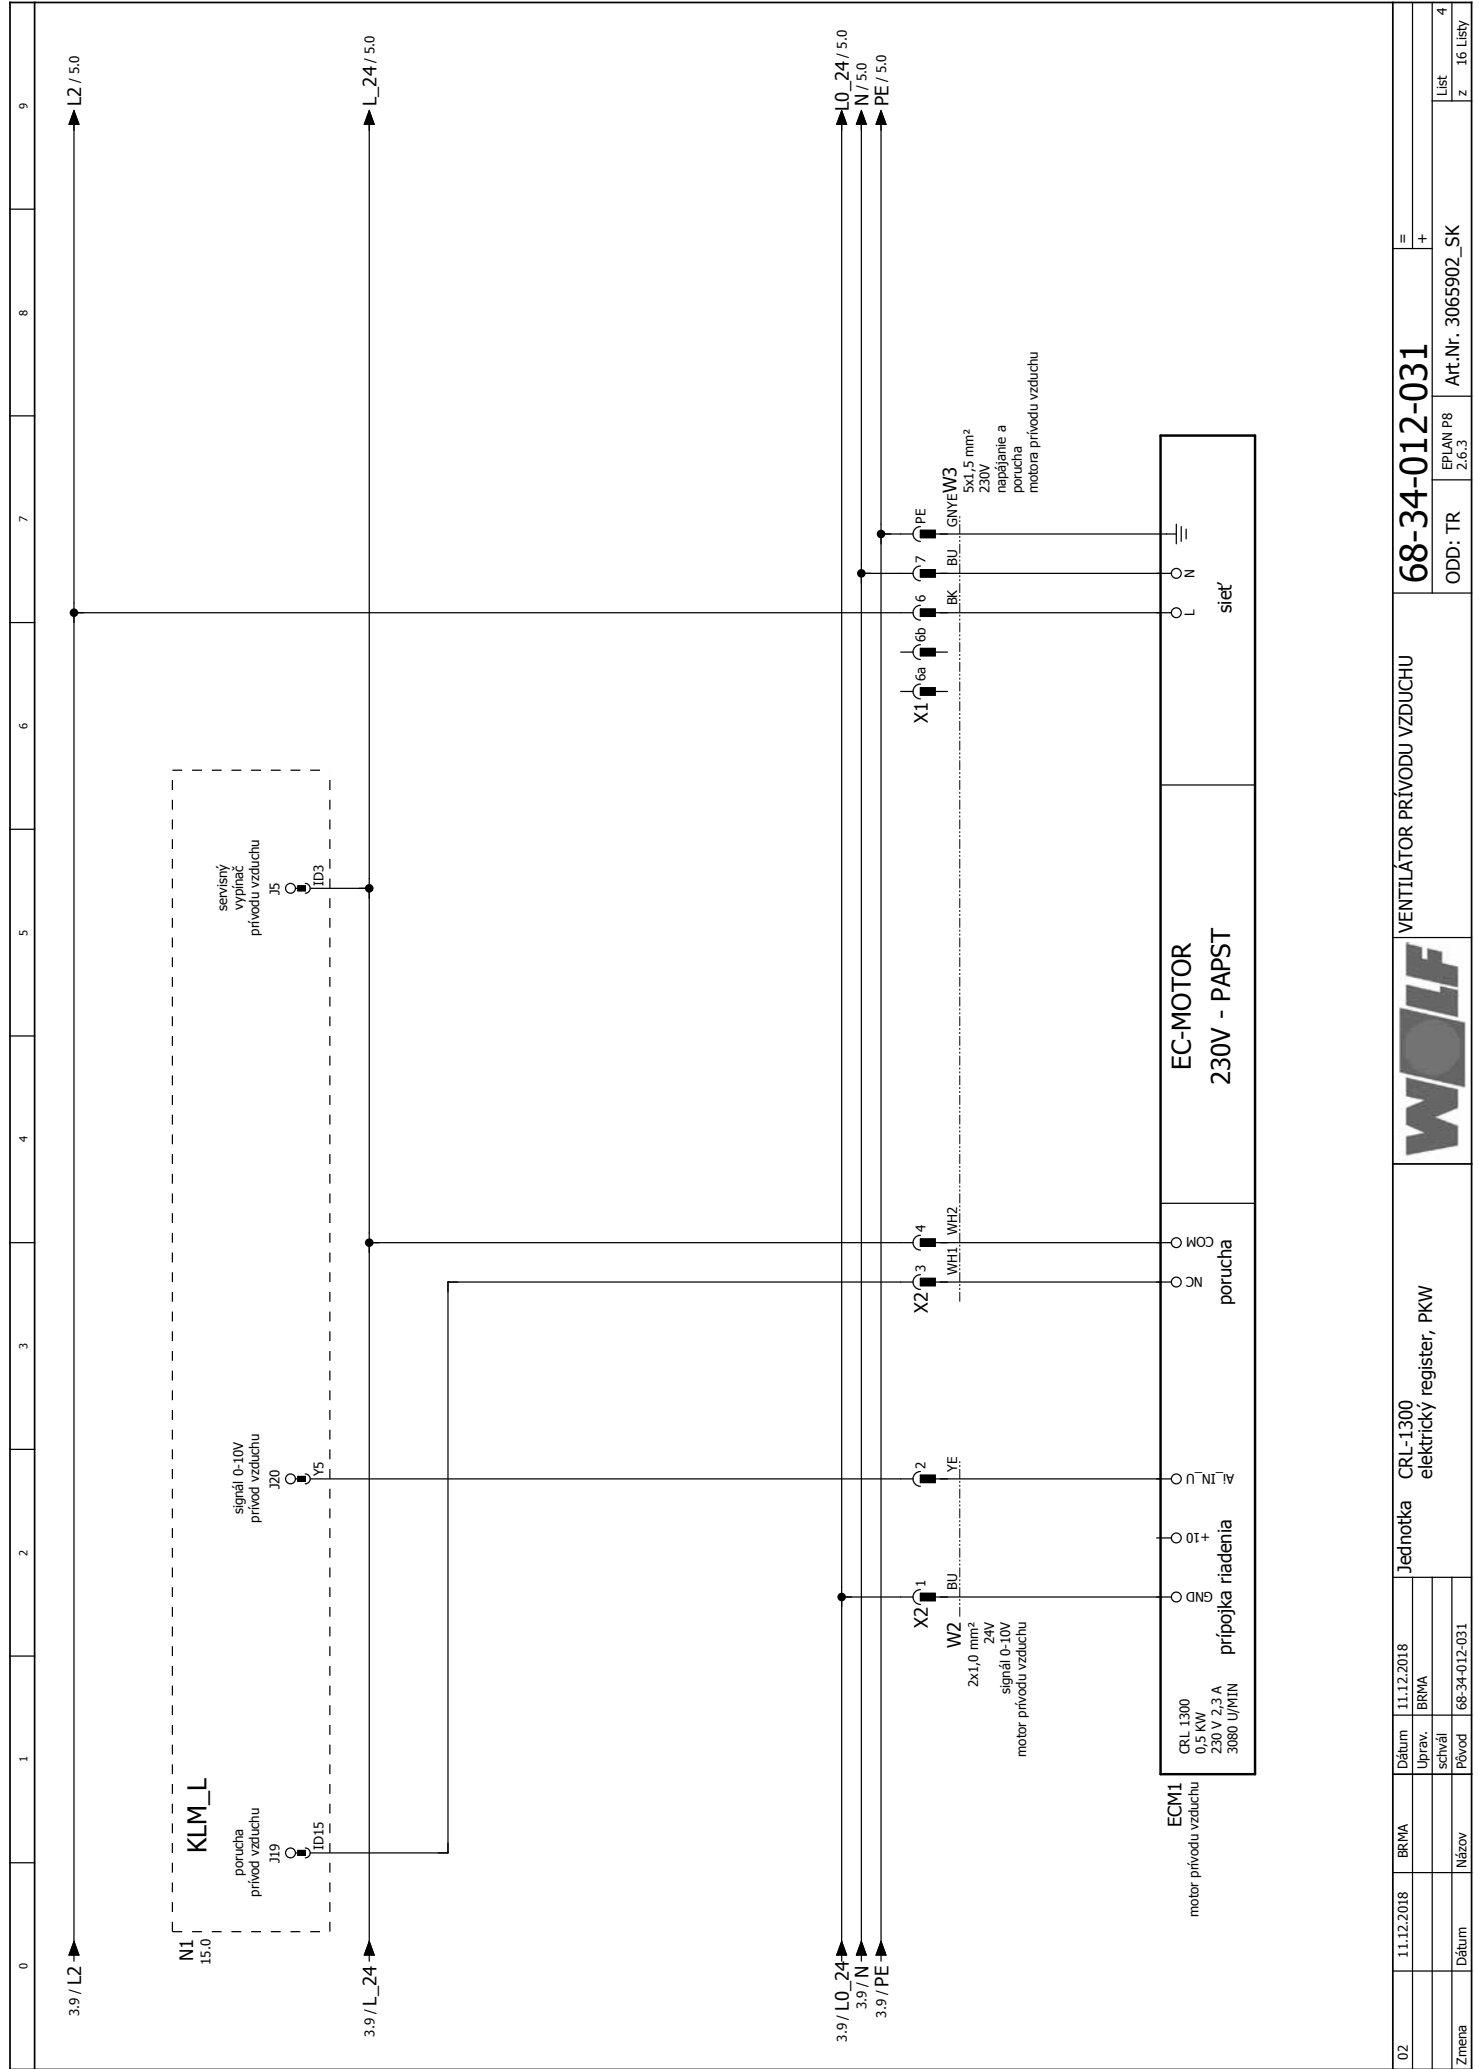 0 1 2 3 4 5 6 7 8 9
3.9 / L2
L2 / 5.0
N1
15.0
KLM_L
porucha
prívod vzduchu
J19
ID15
signál 0-10V
prívod vzduchu
J20
Y5
servisný
vypínač
prívodu vzduchu
J5
ID3
3.9 / L_24
L_24 / 5.0
3.9 / L0_24
L0_24 / 5.0
3.9 / N
N / 5.0
3.9 / PE
PE / 5.0
X2 1
2
X2 3
4
X1 6a
6b
6
7
PE
W2
BU
YE
2x1,0 mm²
24V
signál 0-10V
motor prívodu vzduchu
WH1
WH2
BK
BU
GNYE
W3
5x1,5 mm²
230V
napájanie a
porucha
motora prívodu vzduchu
ECM1
motor prívodu vzduchu
CRL 1300
0,5 KW
230 V 2,3 A
3080 U/MIN
GND
+10
Ai_IN_U
prípojka riadenia
NC
COM
porucha
EC-MOTOR
230V - PAPST
L
N
sieť
02
11.12.2018
BRMA
Zmena
Dátum
Názov
Dátum
11.12.2018
Uprav.
BRMA
schvál
Pôvod
68-34-012-031
Jednotka
CRL-1300
elektrický register, PKW
WOLF
VENTILÁTOR PRÍVODU VZDUCHU
68-34-012-031
=
+
ODD: TR
EPLAN P8
2.6.3
Art.Nr. 3065902_SK
List 4
z 16 Listy